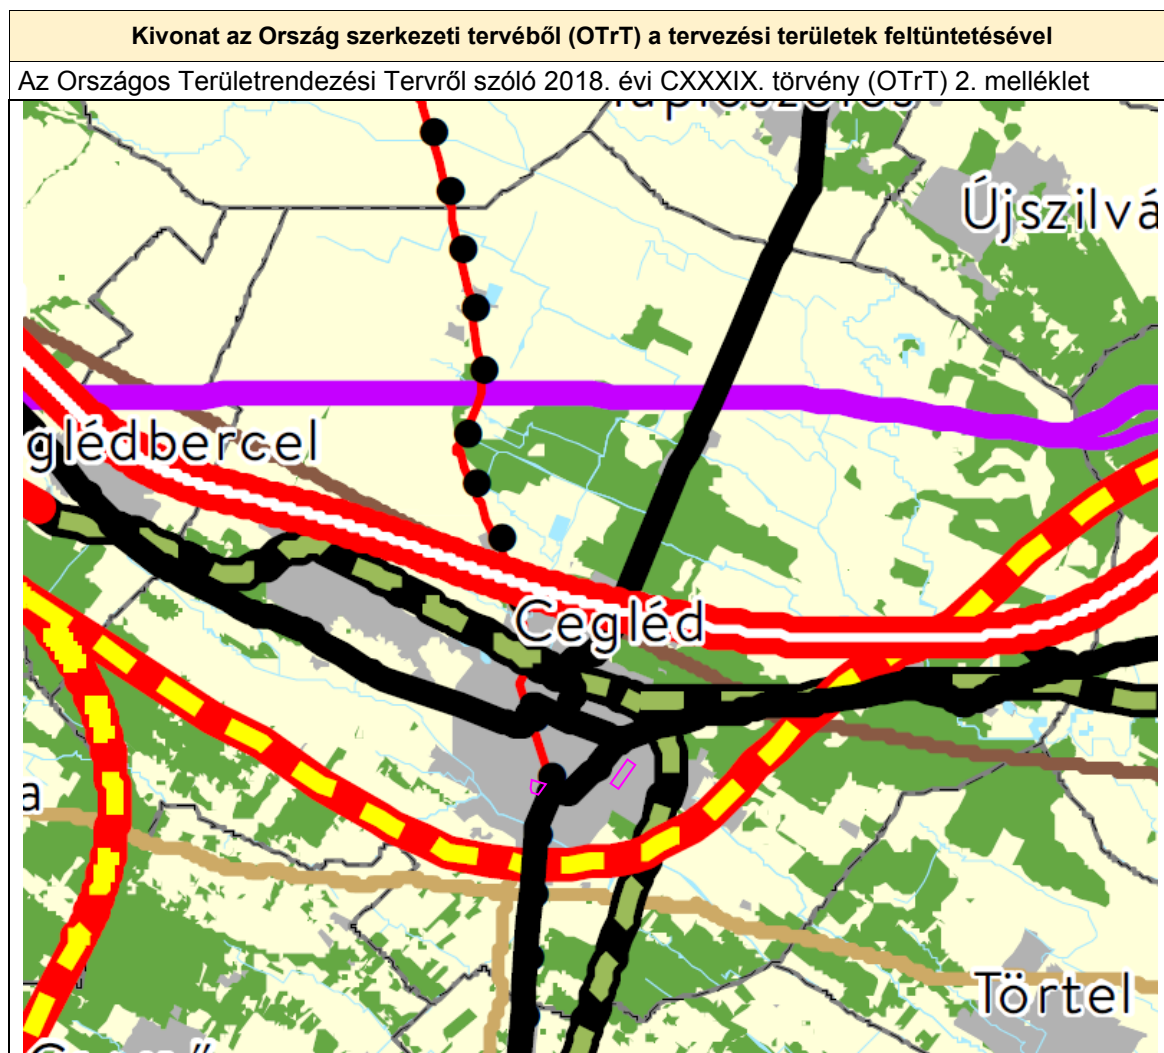 Kivonat az Ország szerkezeti tervéből (OTrT) a tervezési területek feltüntetésével
Az Országos Területrendezési Tervről szóló 2018. évi CXXXIX. törvény (OTrT) 2. melléklet
Újszilvá
glédbercel
Cegléd
a
Törtel